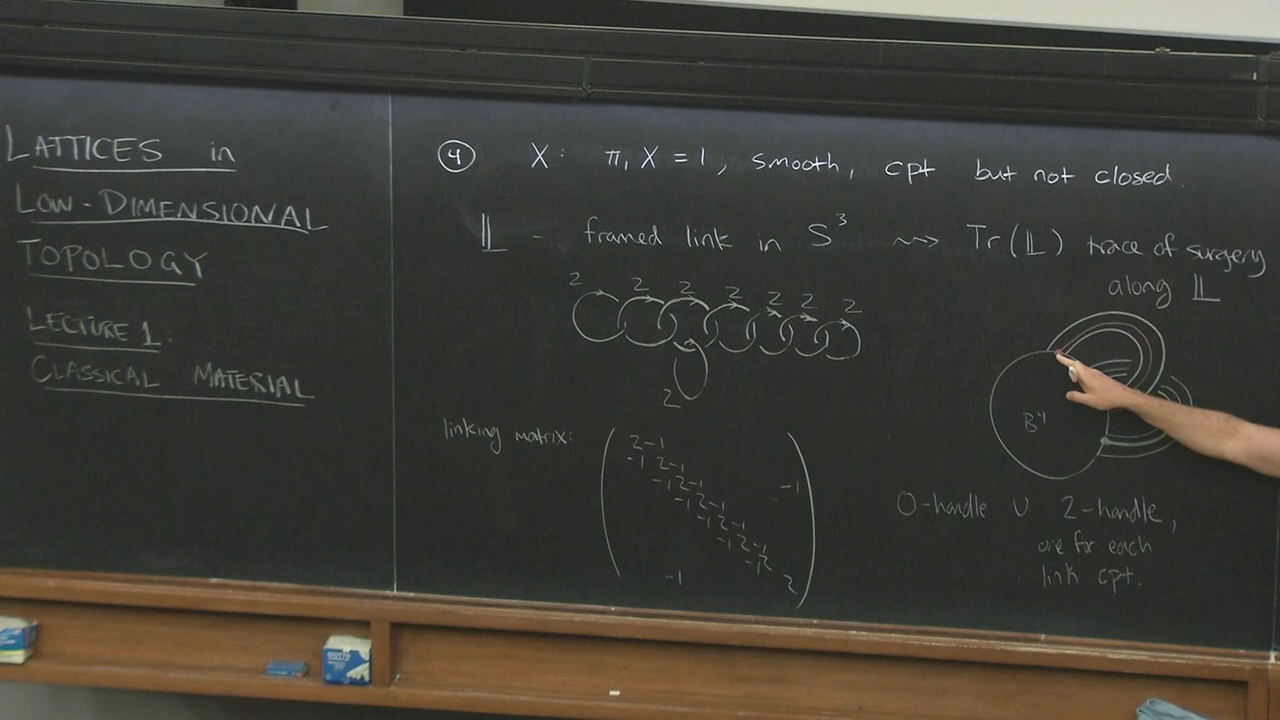 LATTICES in
LOW-DIMENSIONAL
TOPOLOGY
LECTURE 1:
CLASSICAL MATERIAL
④ X: π₁X = 1, smooth, cpt but not closed.
𝕃 - framed link in S³ ⇝ Tr(𝕃) trace of surgery
along 𝕃
2 2 2 2 2 2 2
2
B⁴
linking matrix:
2 -1
-1 2 -1
-1 2 -1 -1
-1 2 -1
-1 2 -1
-1 2 -1
-1 2
-1 2
0-handle ∪ 2-handle,
one for each
link cpt.